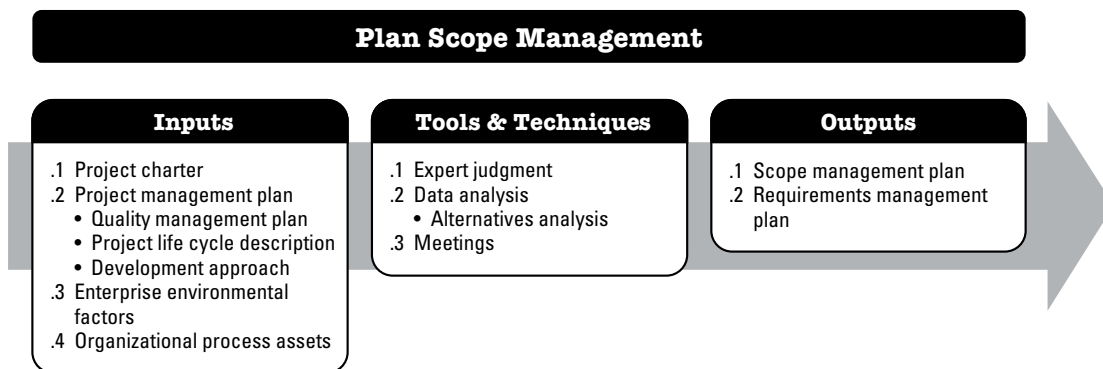 Plan Scope Management
Inputs
.1 Project charter
.2 Project management plan
• Quality management plan
• Project life cycle description
• Development approach
.3 Enterprise environmental
factors
.4 Organizational process assets
Tools & Techniques
.1 Expert judgment
.2 Data analysis
• Alternatives analysis
.3 Meetings
Outputs
.1 Scope management plan
.2 Requirements management
plan